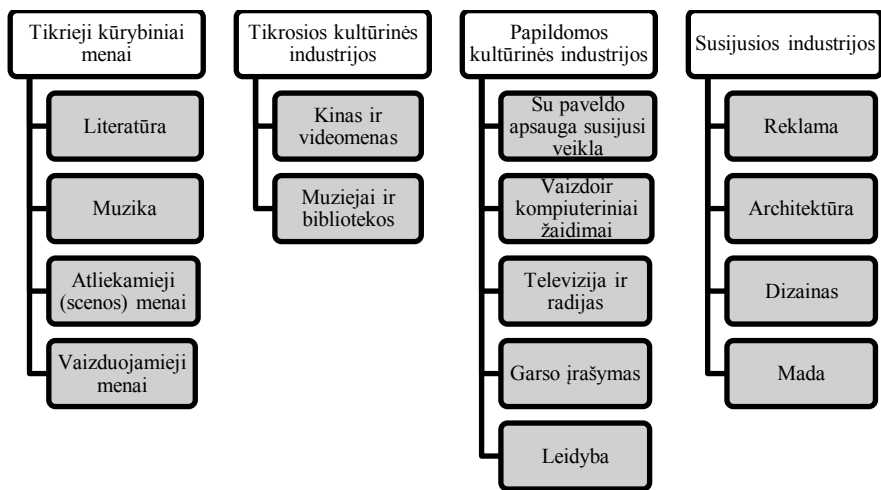 Tikrieji kūrybiniai
menai
Literatūra
Muzika
Atliekamieji
(scenos) menai
Vaizduojamieji
menai
Tikrosios kultūrinės
industrijos
Kinas ir
videomenas
Muziejai ir
bibliotekos
Papildomos
kultūrinės industrijos
Su paveldo
apsauga susijusi
veikla
Vaizdoir
kompiuteriniai
žaidimai
Televizija ir
radijas
Garso įrašymas
Leidyba
Susijusios industrijos
Reklama
Architektūra
Dizainas
Mada